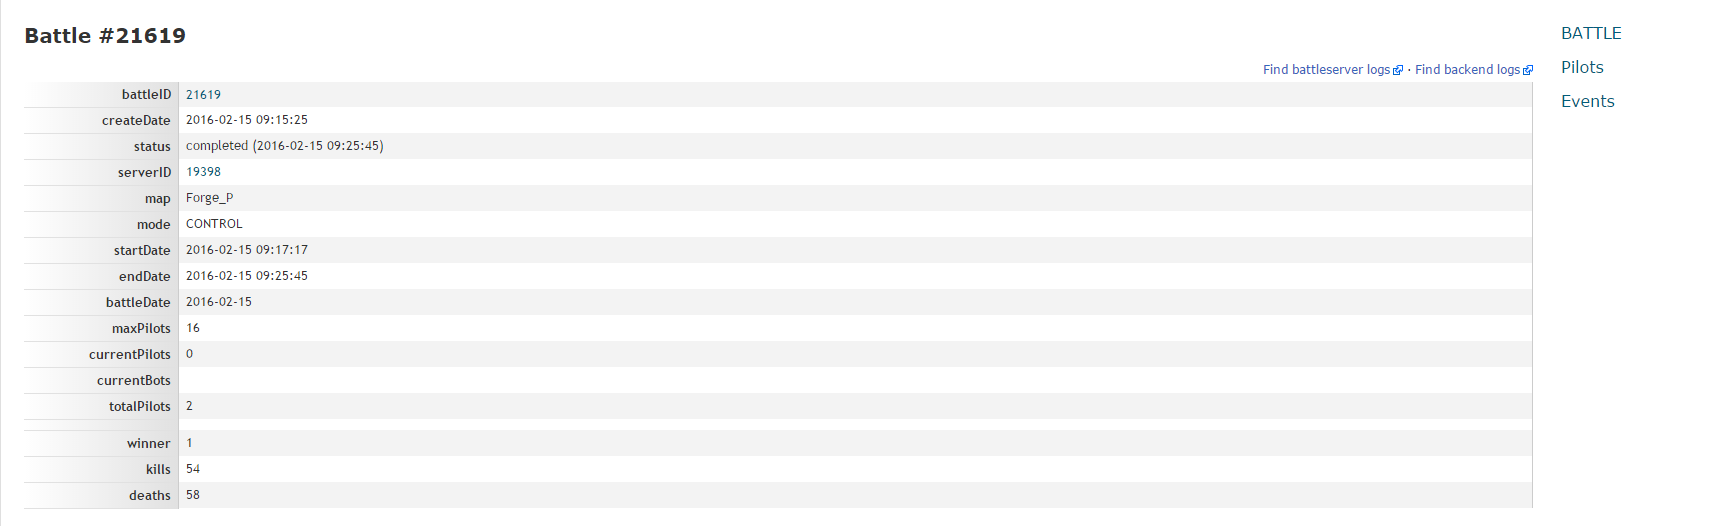 Battle #21619
Find battleserver logs · Find backend logs
battleID 21619
createDate 2016-02-15 09:15:25
status completed (2016-02-15 09:25:45)
serverID 19398
map Forge_P
mode CONTROL
startDate 2016-02-15 09:17:17
endDate 2016-02-15 09:25:45
battleDate 2016-02-15
maxPilots 16
currentPilots 0
currentBots
totalPilots 2
winner 1
kills 54
deaths 58
BATTLE
Pilots
Events